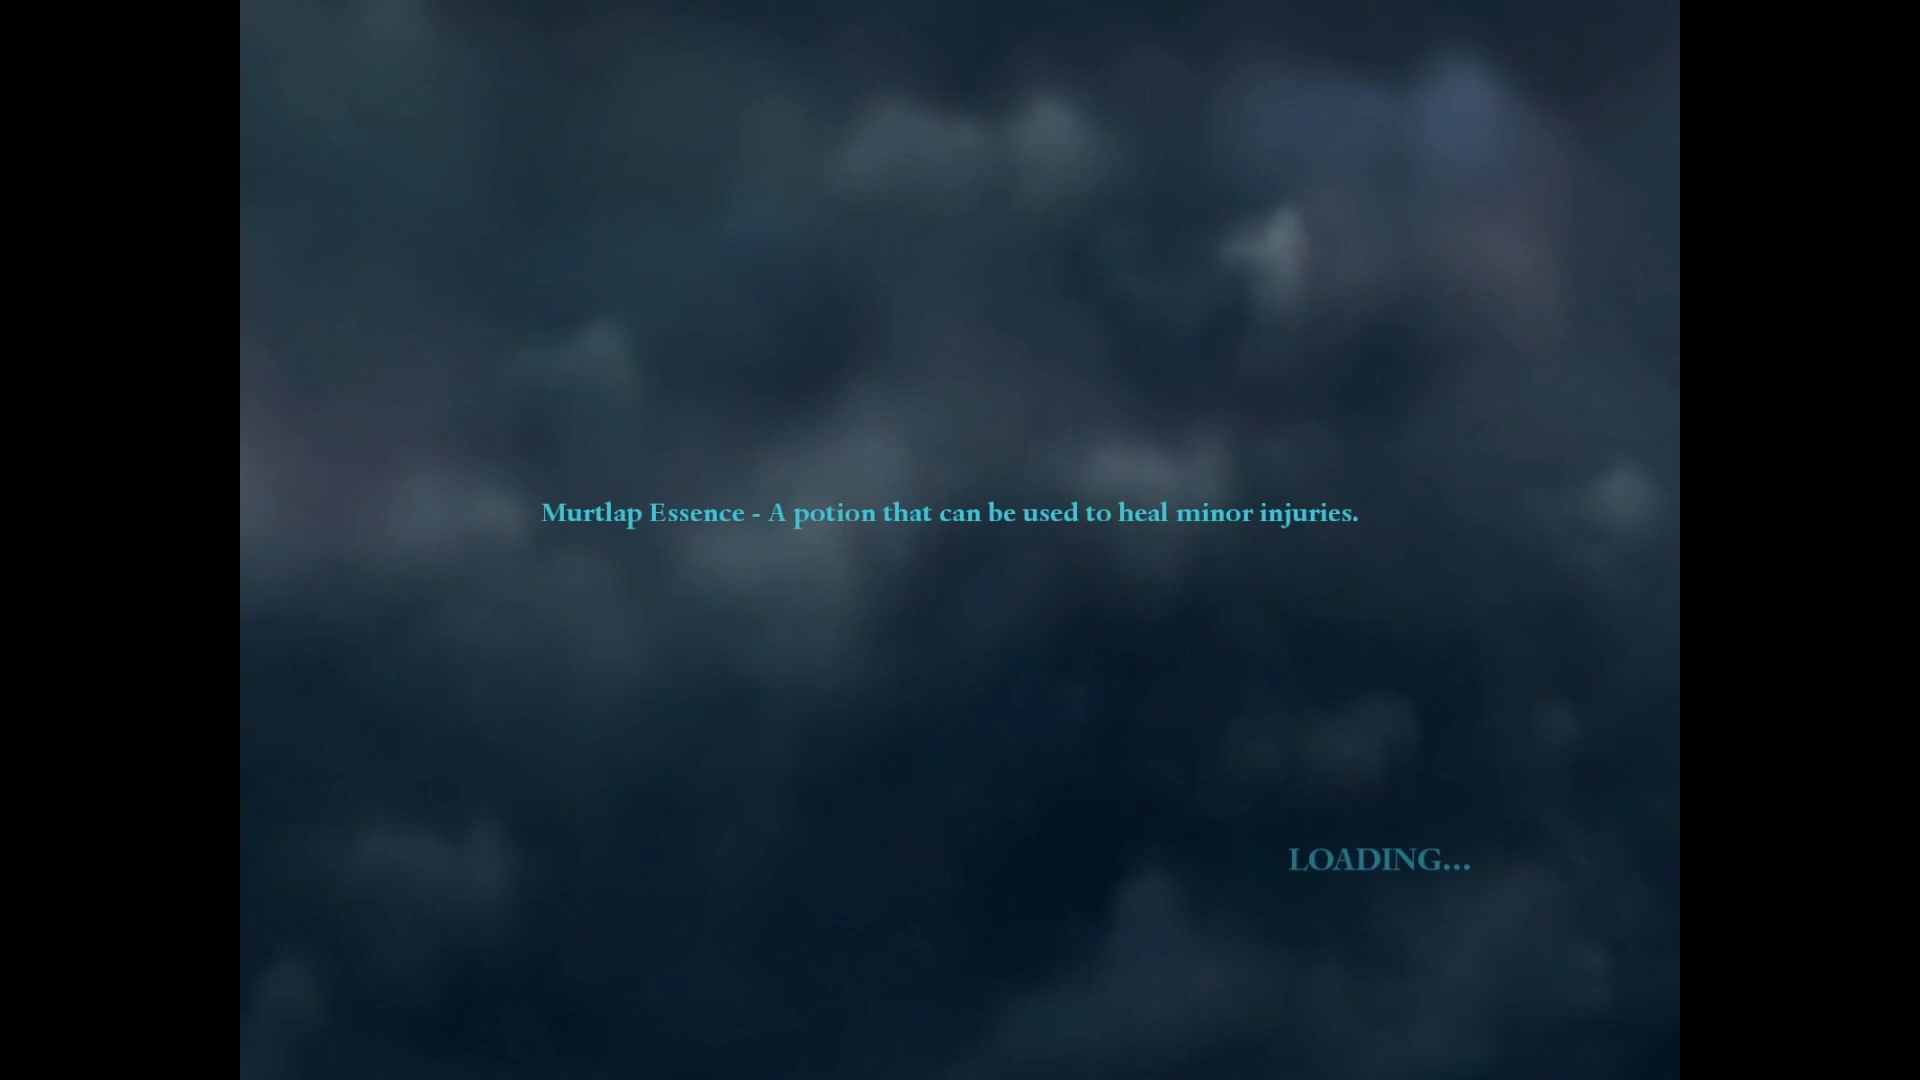 Murtlap Essence - A potion that can be used to heal minor injuries.
LOADING...